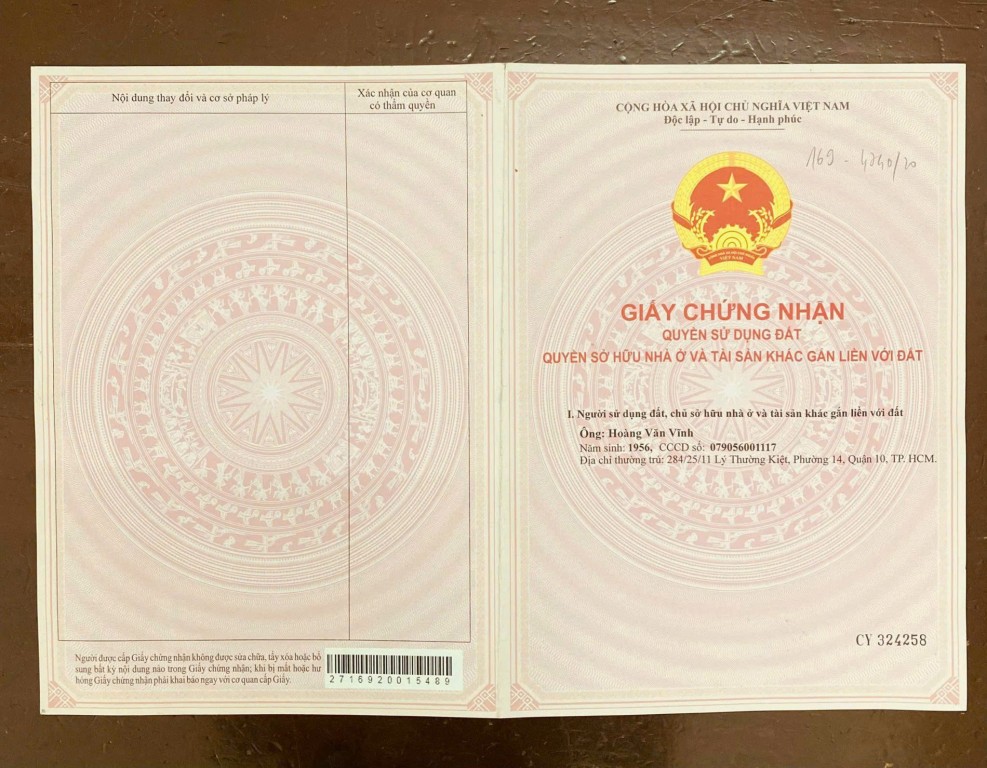 Nội dung thay đổi và cơ sở pháp lý
Xác nhận của cơ quan
có thẩm quyền
Người được cấp Giấy chứng nhận không được sửa chữa, tẩy xóa hoặc bổ
sung bất kỳ nội dung nào trong Giấy chứng nhận; khi bị mất hoặc hư
hỏng Giấy chứng nhận phải khai báo ngay với cơ quan cấp Giấy.
2716920015489
CỘNG HÒA XÃ HỘI CHỦ NGHĨA VIỆT NAM
Độc lập - Tự do - Hạnh phúc
VIỆT NAM
GIẤY CHỨNG NHẬN
QUYỀN SỬ DỤNG ĐẤT
QUYỀN SỞ HỮU NHÀ Ở VÀ TÀI SẢN KHÁC GẮN LIỀN VỚI ĐẤT
I. Người sử dụng đất, chủ sở hữu nhà ở và tài sản khác gắn liền với đất
Ông: Hoàng Văn Vĩnh
Năm sinh: 1956, CCCD số: 079056001117
Địa chỉ thường trú: 284/25/11 Lý Thường Kiệt, Phường 14, Quận 10, TP. HCM.
CY 324258